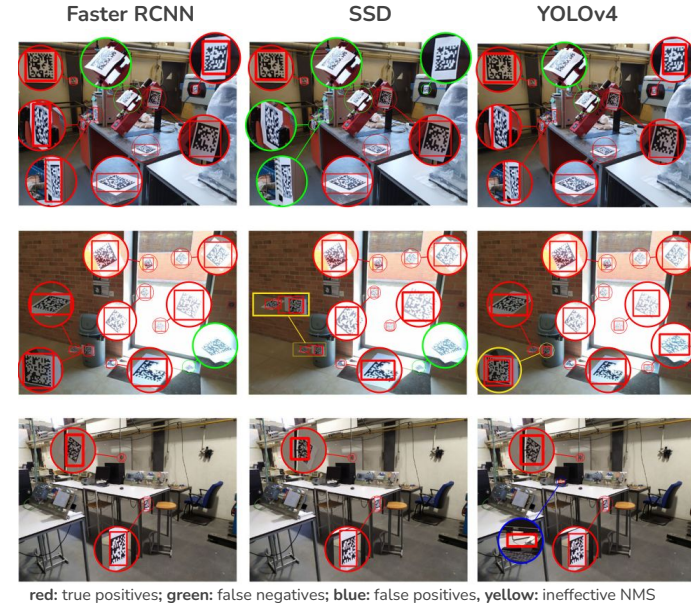 Faster RCNN
SSD
YOLOv4
red: true positives; green: false negatives; blue: false positives, yellow: ineffective NMS